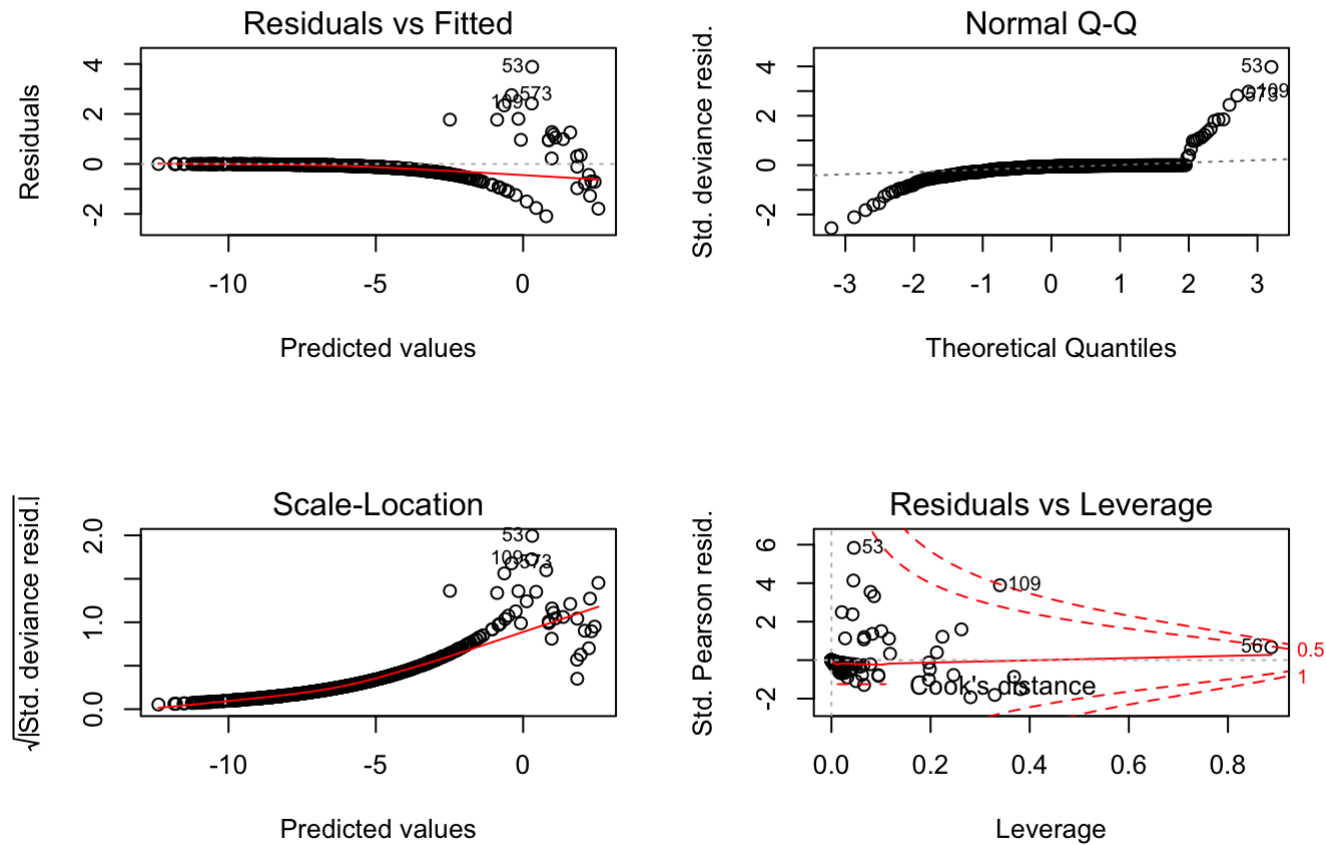 Residuals vs Fitted
Residuals
4
2
0
-2
53
573
109
-10 -5 0
Predicted values
Normal Q-Q
Std. deviance resid.
4
2
0
-2
53
109
573
-3 -2 -1 0 1 2 3
Theoretical Quantiles
Scale-Location
√|Std. deviance resid.|
2.0
1.0
0.0
53
109
573
-10 -5 0
Predicted values
Residuals vs Leverage
Std. Pearson resid.
6
4
2
-2
53
109
56
0.5
1
Cook's distance
0.0 0.2 0.4 0.6 0.8
Leverage